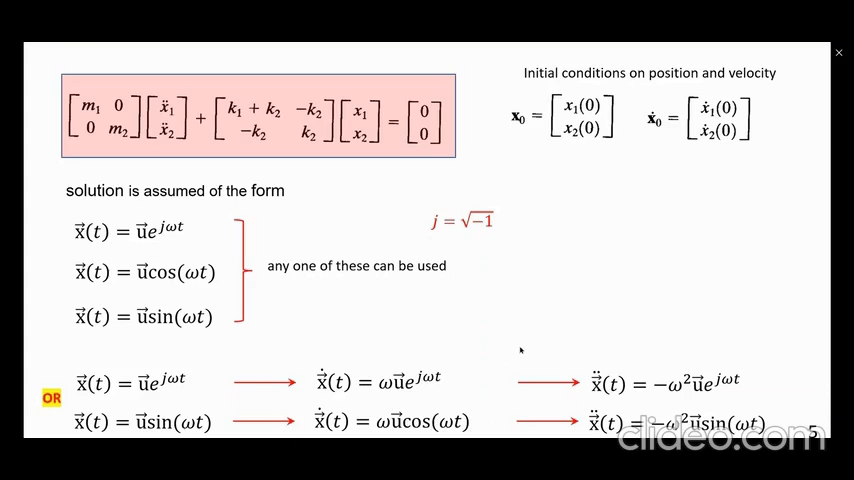 Initial conditions on position and velocity
[m₁ 0; 0 m₂] [ẍ₁; ẍ₂] + [k₁ + k₂ −k₂; −k₂ k₂] [x₁; x₂] = [0; 0]
x₀ = [x₁(0); x₂(0)] ẋ₀ = [ẋ₁(0); ẋ₂(0)]
solution is assumed of the form
j = √−1
x⃗(t) = u⃗e^{jωt}
x⃗(t) = u⃗cos(ωt)
any one of these can be used
x⃗(t) = u⃗sin(ωt)
x⃗(t) = u⃗e^{jωt} → ẋ⃗(t) = ωu⃗e^{jωt} → ẍ⃗(t) = −ω²u⃗e^{jωt}
OR
x⃗(t) = u⃗sin(ωt) → ẋ⃗(t) = ωu⃗cos(ωt) → ẍ⃗(t) = −ω²u⃗sin(ωt)
5
clideo.com